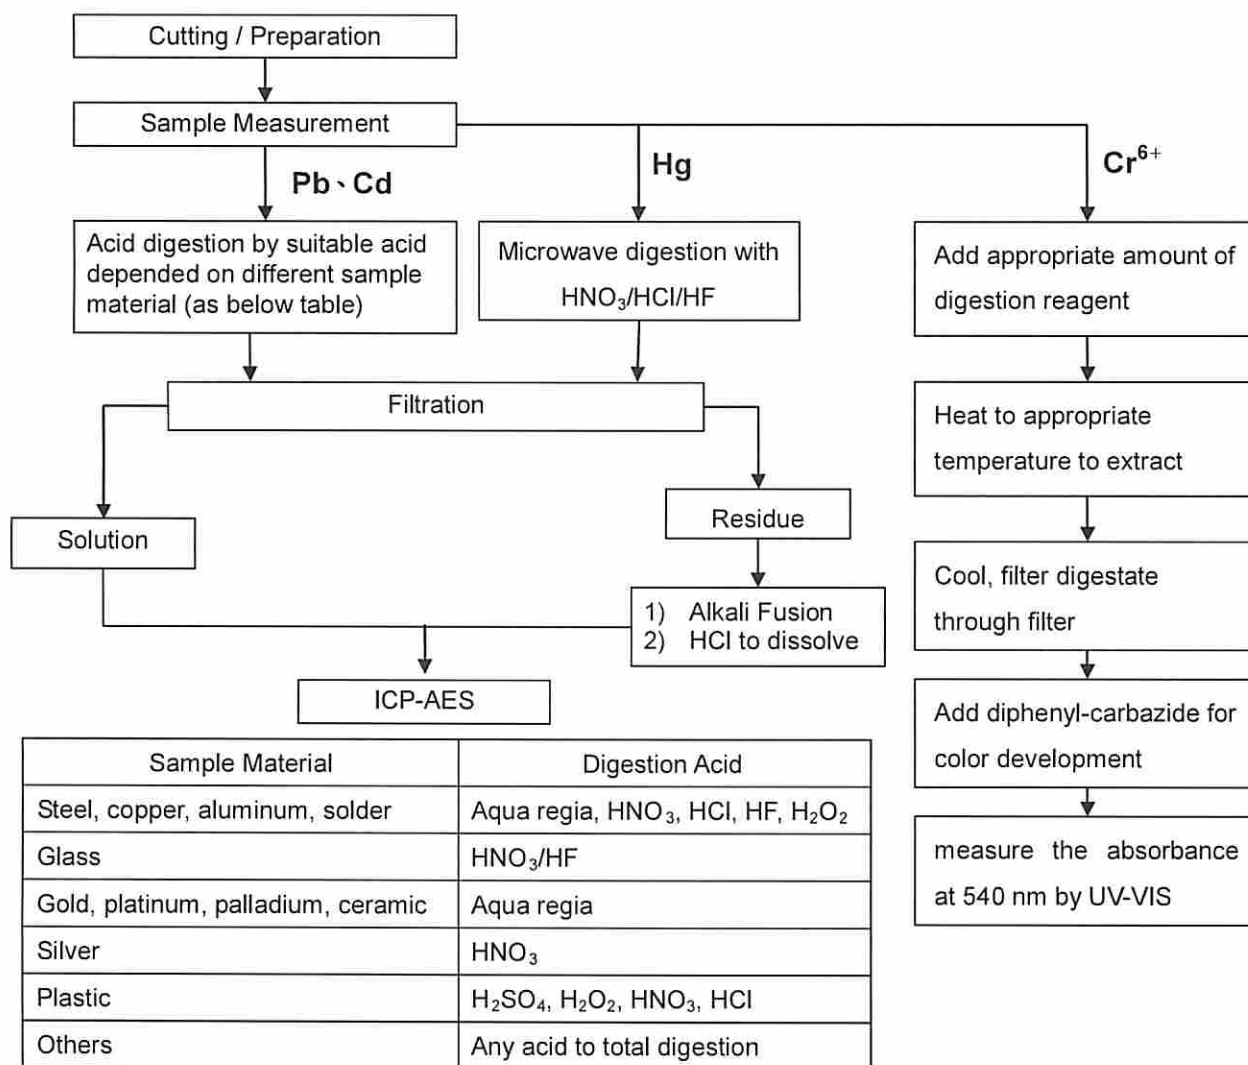 Cutting / Preparation
Sample Measurement
Pb、Cd
Hg
Cr⁶⁺
Acid digestion by suitable acid
depended on different sample
material (as below table)
Microwave digestion with
HNO₃/HCl/HF
Add appropriate amount of
digestion reagent
Filtration
Heat to appropriate
temperature to extract
Solution
Residue
1) Alkali Fusion
2) HCl to dissolve
Cool, filter digestate
through filter
ICP-AES
Add diphenyl-carbazide for
color development
measure the absorbance
at 540 nm by UV-VIS
Sample Material Digestion Acid
Steel, copper, aluminum, solder Aqua regia, HNO₃, HCl, HF, H₂O₂
Glass HNO₃/HF
Gold, platinum, palladium, ceramic Aqua regia
Silver HNO₃
Plastic H₂SO₄, H₂O₂, HNO₃, HCl
Others Any acid to total digestion